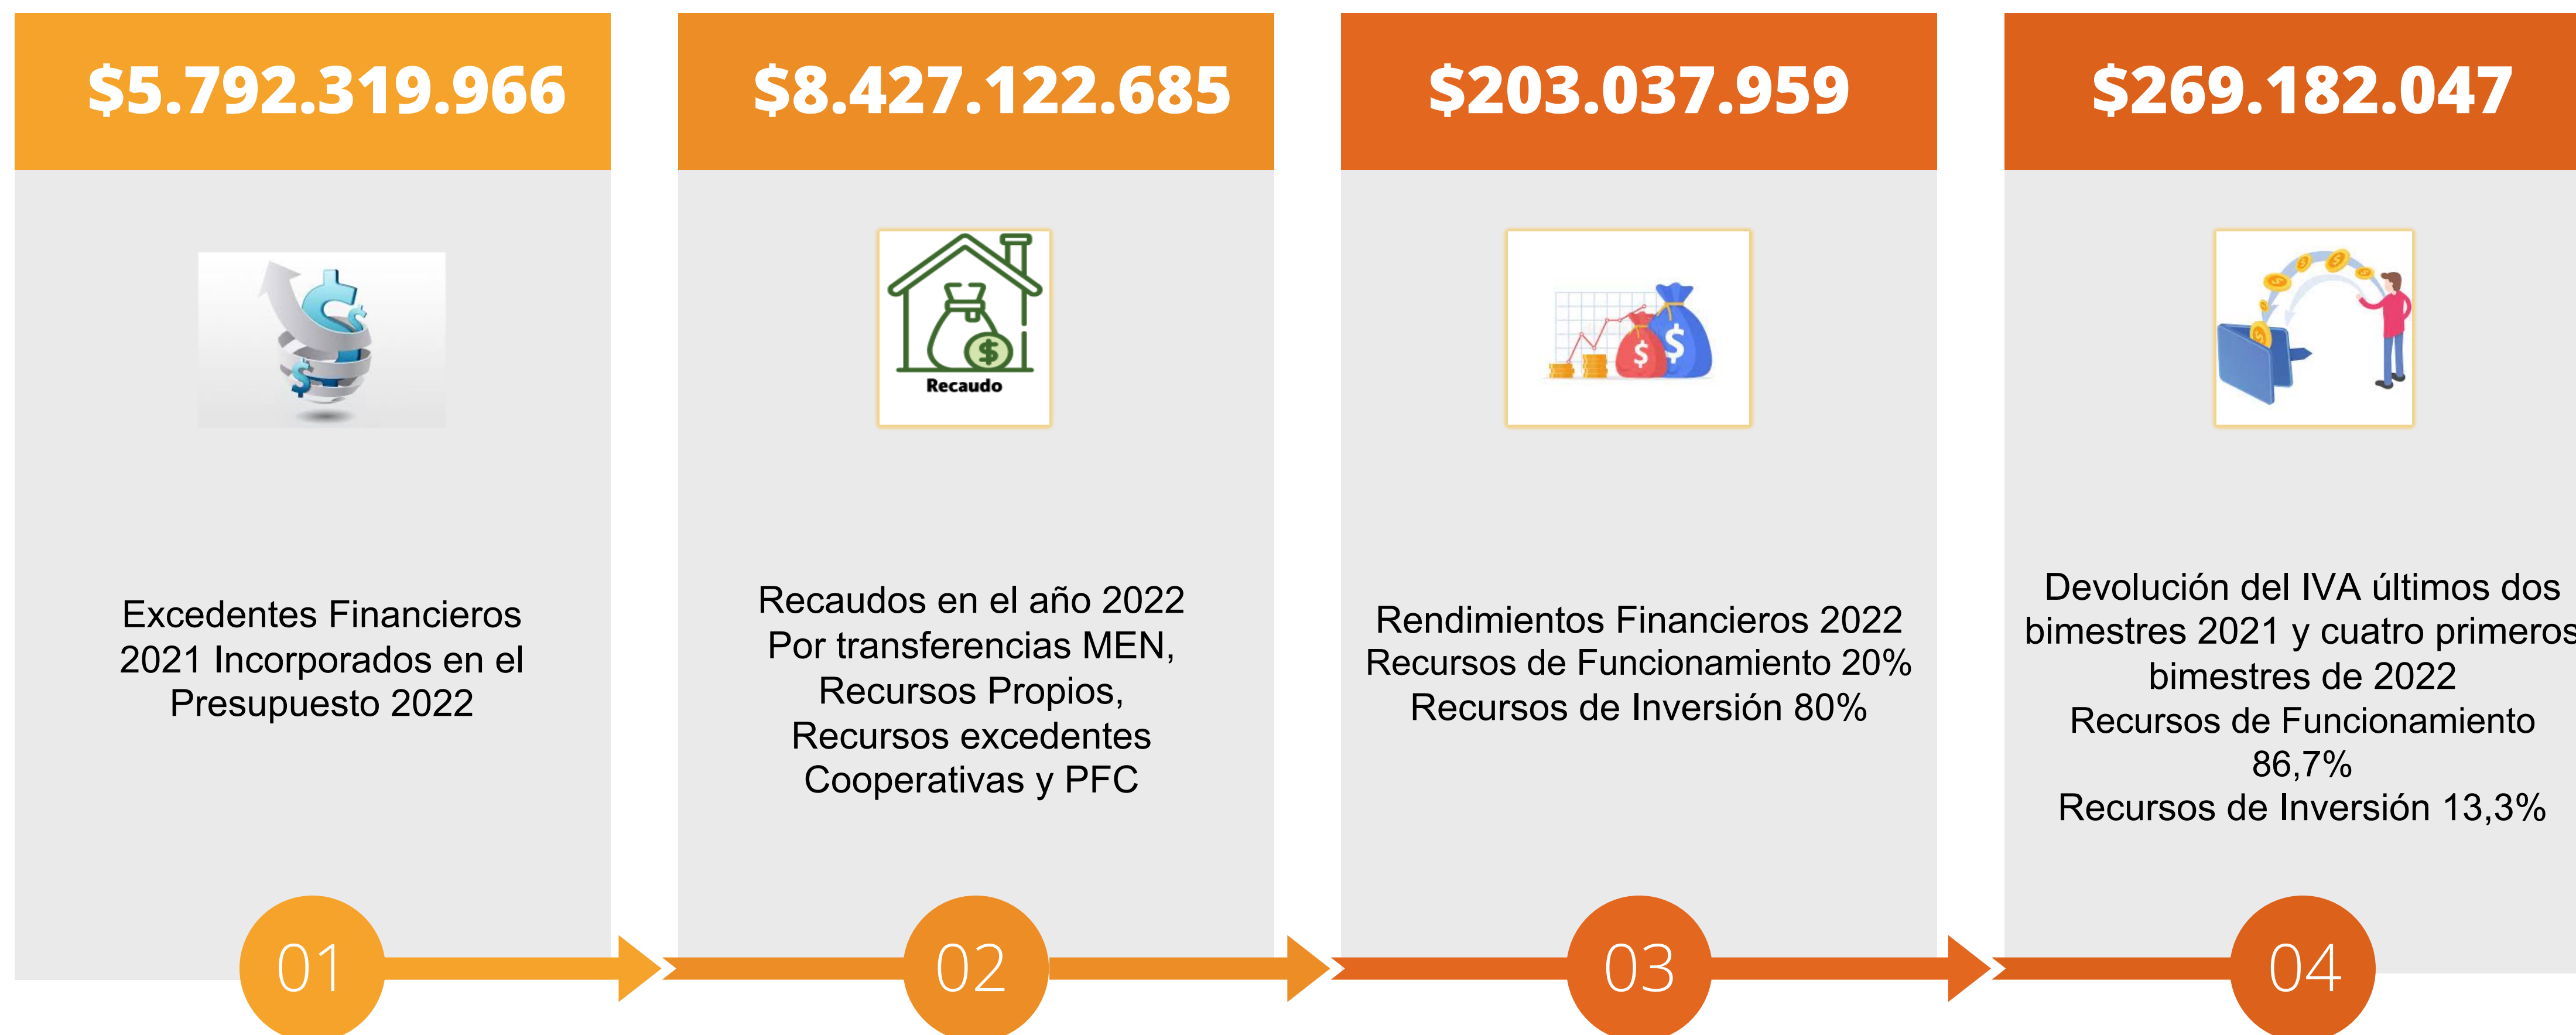 $5.792.319.966
Excedentes Financieros
2021 Incorporados en el
Presupuesto 2022
01
$8.427.122.685
Recaudo
Recaudos en el año 2022
Por transferencias MEN,
Recursos Propios,
Recursos excedentes
Cooperativas y PFC
02
$203.037.959
$
$
Rendimientos Financieros 2022
Recursos de Funcionamiento 20%
Recursos de Inversión 80%
03
$269.182.047
Devolución del IVA últimos dos
bimestres 2021 y cuatro primeros
bimestres de 2022
Recursos de Funcionamiento
86,7%
Recursos de Inversión 13,3%
04